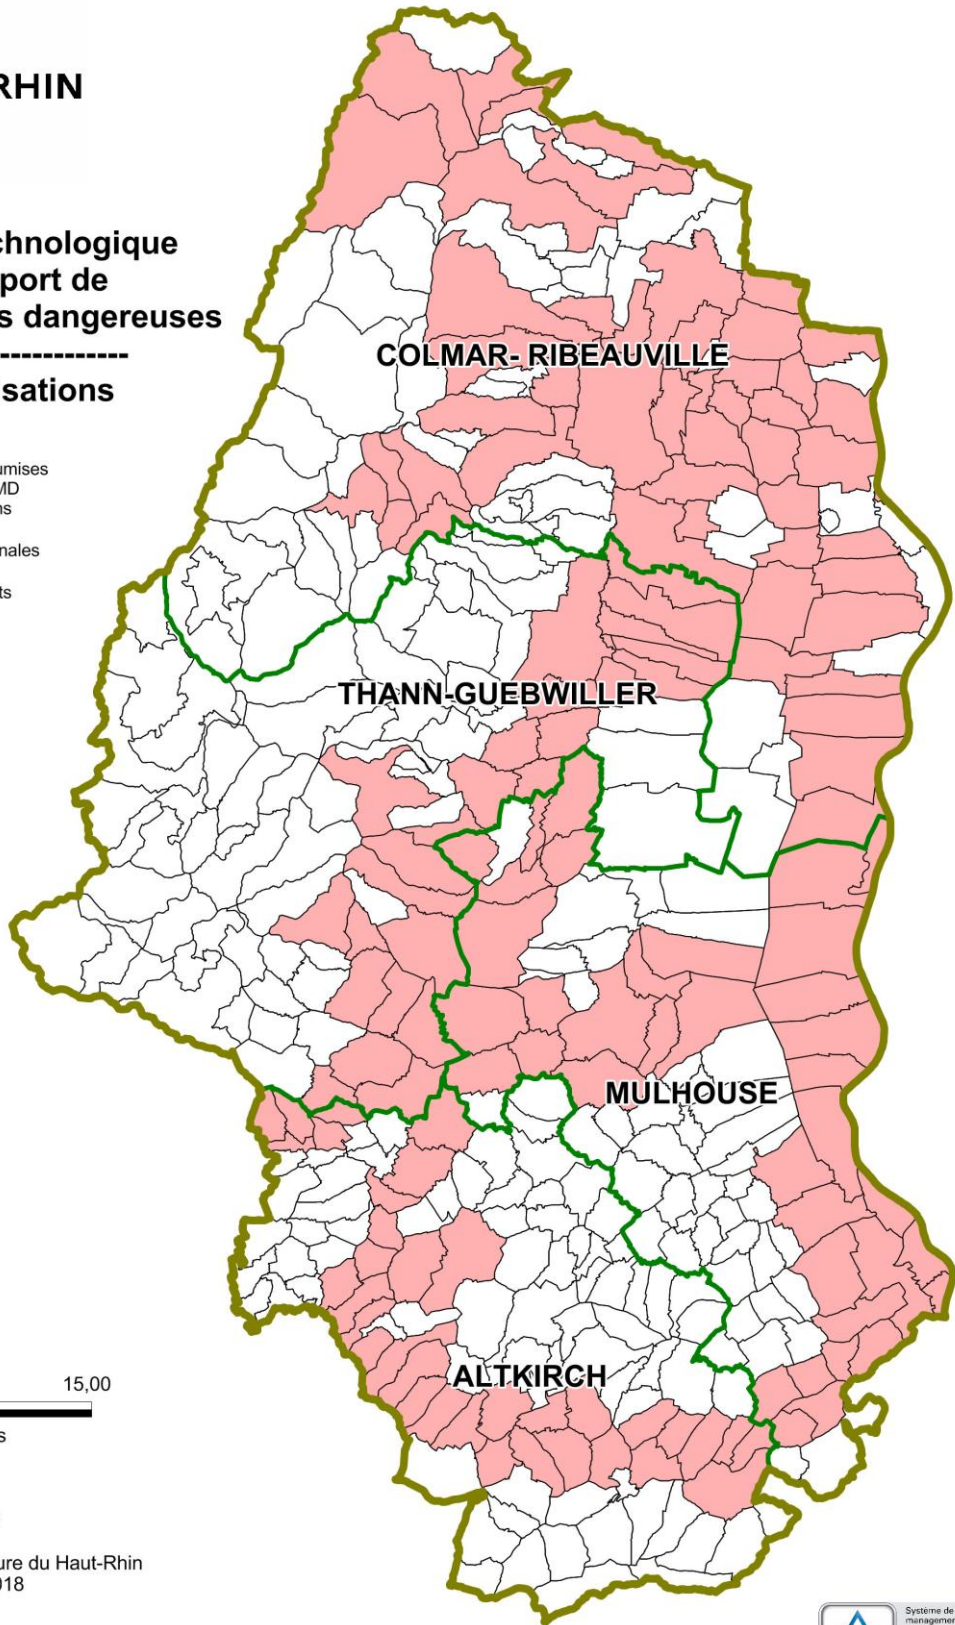 RHIN
chnologique
port de
s dangereuses
------------
sations
umises
MD
ns
nales
ts
COLMAR- RIBEAUVILLE
THANN-GUEBWILLER
MULHOUSE
ALTKIRCH
15,00
s
ure du Haut-Rhin
018
Système de
management